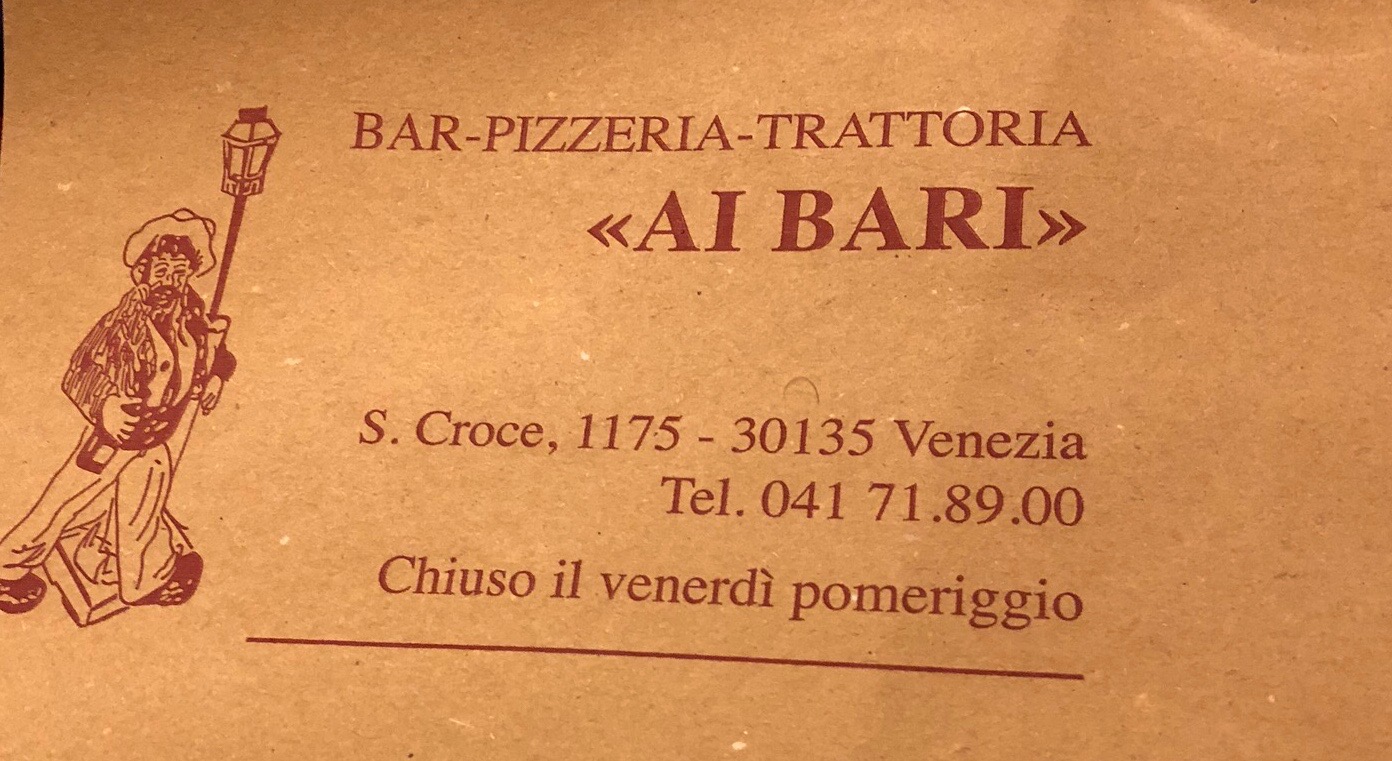 BAR-PIZZERIA-TRATTORIA
«AI BARI»
S. Croce, 1175 - 30135 Venezia
Tel. 041 71.89.00
Chiuso il venerdì pomeriggio